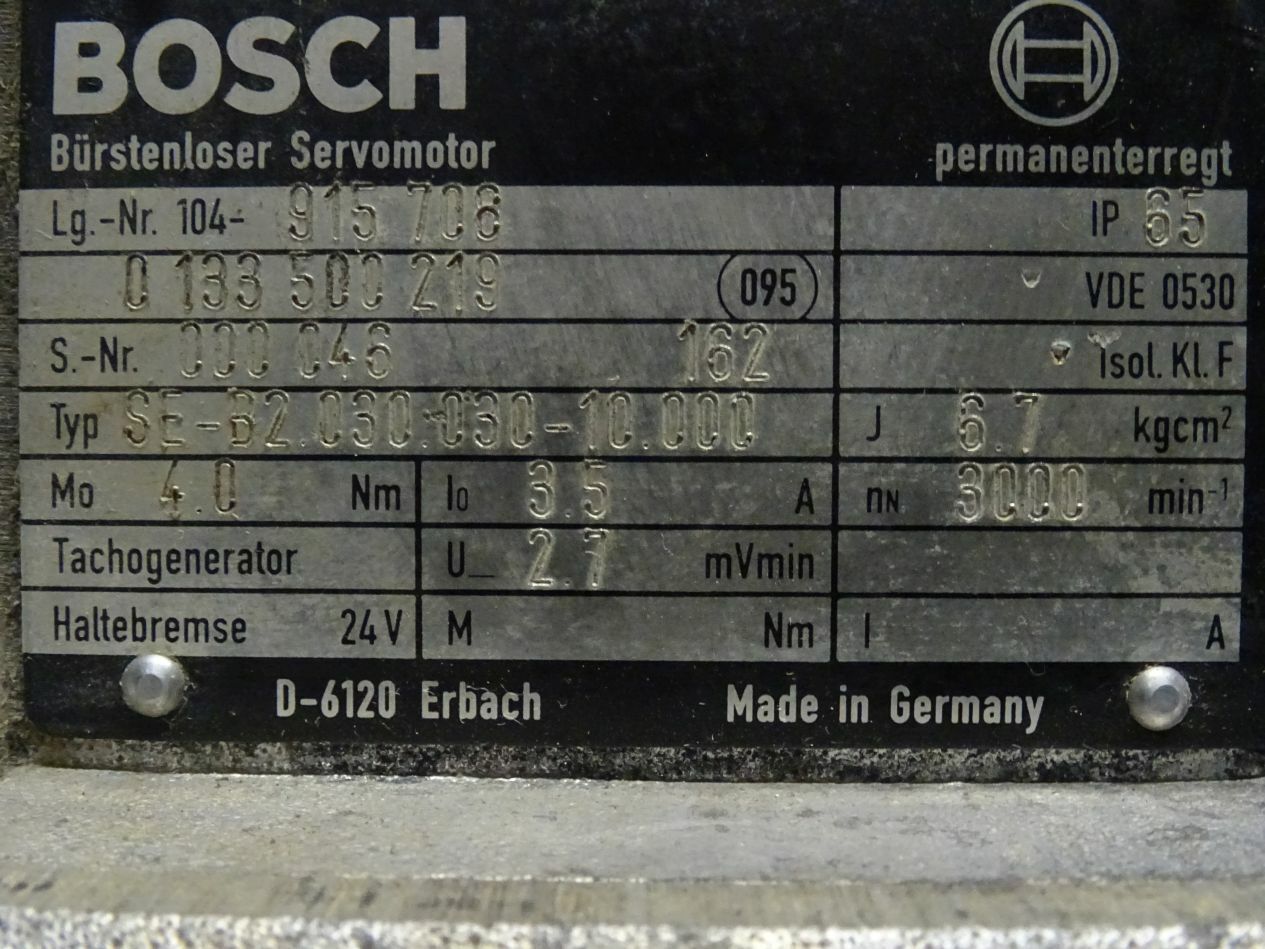 BOSCH
Bürstenloser Servomotor permanenterregt
Lg.-Nr. 104- 915 708 IP 65
0 133 500 219 095 VDE 0530
S.-Nr. 000 046 162 Isol. Kl. F
Typ SE-B2.030.030-10.000 J 6.7 kgcm²
Mo 4.0 Nm I₀ 3.5 A nN 3000 min⁻¹
Tachogenerator U_ 2.7 mVmin
Haltebremse 24V M Nm I A
D-6120 Erbach Made in Germany